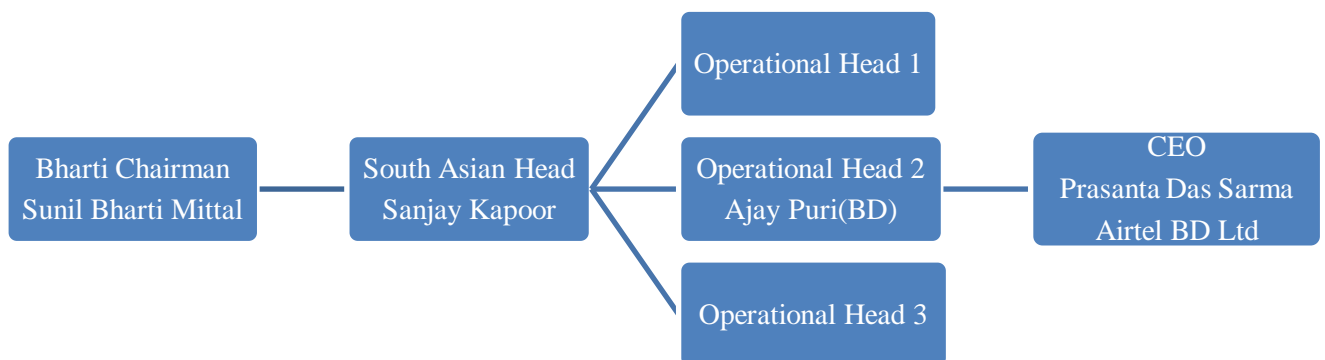 Bharti Chairman
Sunil Bharti Mittal
South Asian Head
Sanjay Kapoor
Operational Head 1
Operational Head 2
Ajay Puri(BD)
Operational Head 3
CEO
Prasanta Das Sarma
Airtel BD Ltd